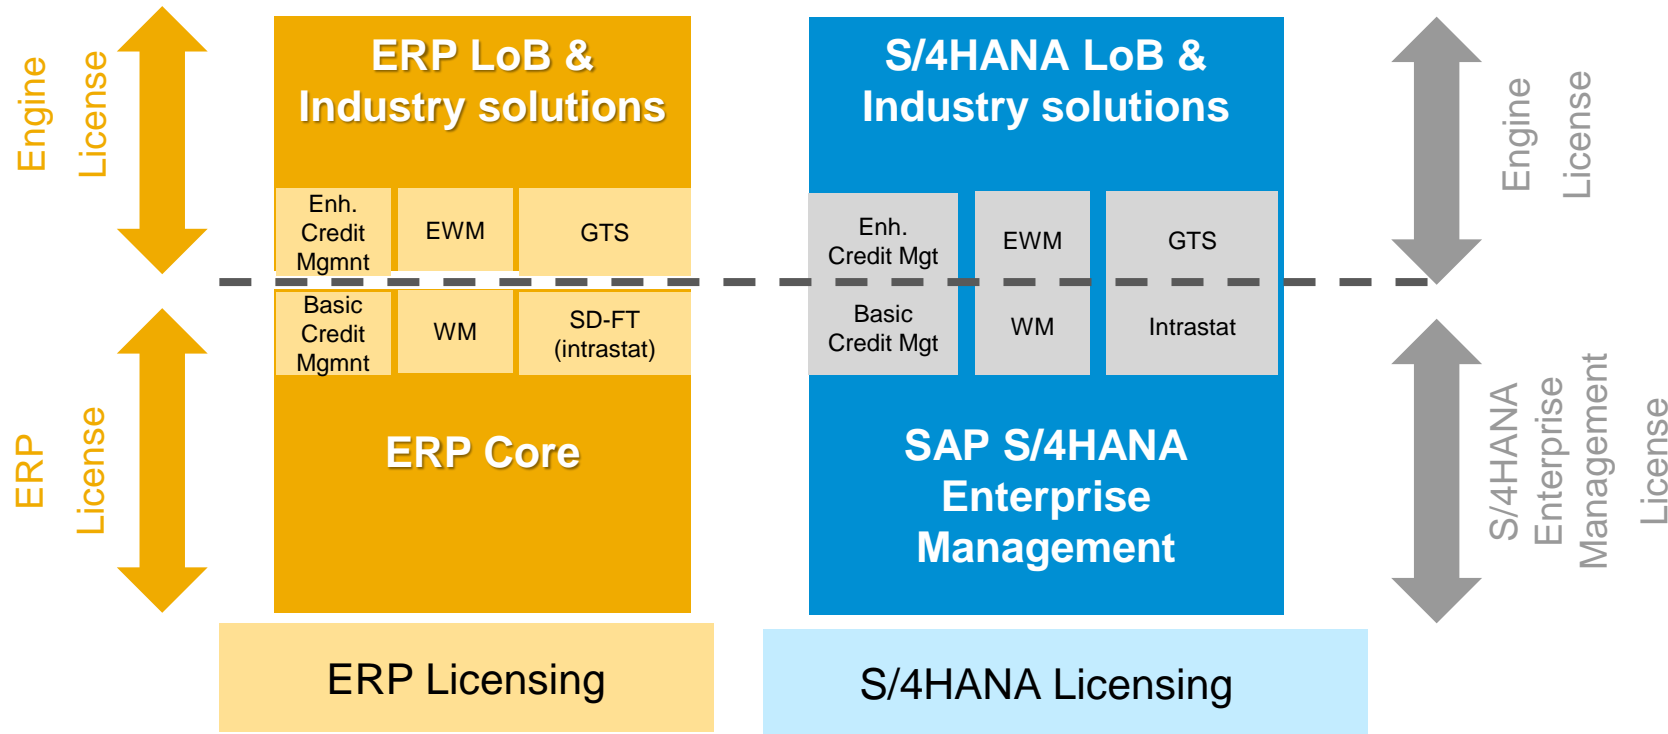 Engine
License
ERP LoB &
Industry solutions
Enh.
Credit
Mgmnt
EWM
GTS
Basic
Credit
Mgmnt
WM
SD-FT
(intrastat)
ERP
License
ERP Core
ERP Licensing
S/4HANA LoB &
Industry solutions
Enh.
Credit Mgt
EWM
GTS
Basic
Credit Mgt
WM
Intrastat
SAP S/4HANA
Enterprise
Management
S/4HANA Licensing
Engine
License
S/4HANA
Enterprise
Management
License